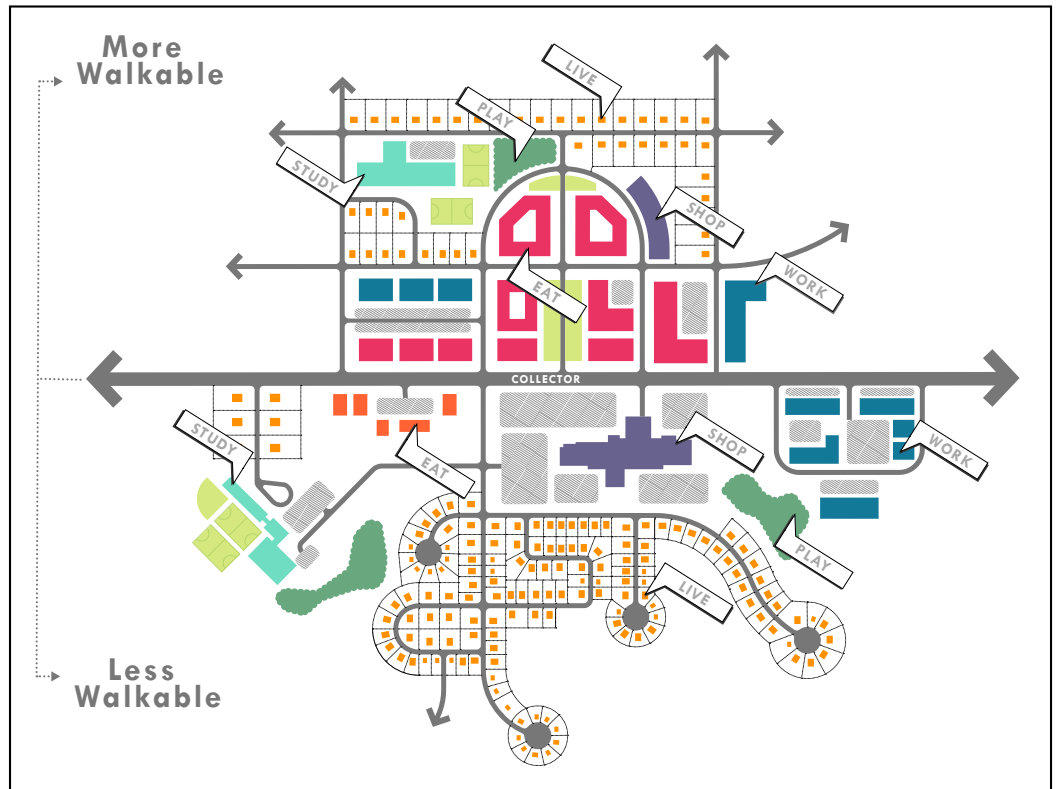 More
Walkable
LIVE
PLAY
STUDY
SHOP
WORK
EAT
COLLECTOR
STUDY
EAT
SHOP
WORK
PLAY
LIVE
Less
Walkable